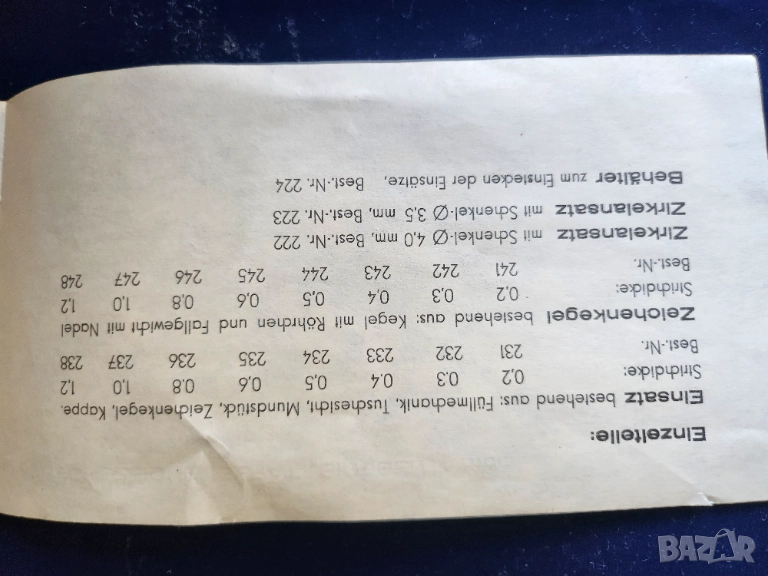 Einzelteile:
Einsatz bestehend aus: Füllmechanik, Tuschesicht, Mundstück, Zeichenkegel, Kappe.
Strichdicke: 0,2 0.3 0.4 0,5 0,6 0.8 1,0 1,2
Best.-Nr. 231 232 233 234 235 236 237 238
Zeichenkegel bestehend aus: Kegel mit Röhrchen und Fallgewicht mit Nadel
Strichdicke: 0,2 0,3 0,4 0,5 0,6 0,8 1,0 1,2
Best.-Nr. 241 242 243 244 245 246 247 248
Zirkelansatz mit Schenkel-Ø 4,0 mm, Best.-Nr. 222
Zirkelansatz mit Schenkel-Ø 3,5 mm, Best.-Nr. 223
Behälter zum Einstecken der Einsätze, Best.-Nr. 224
BAZAR